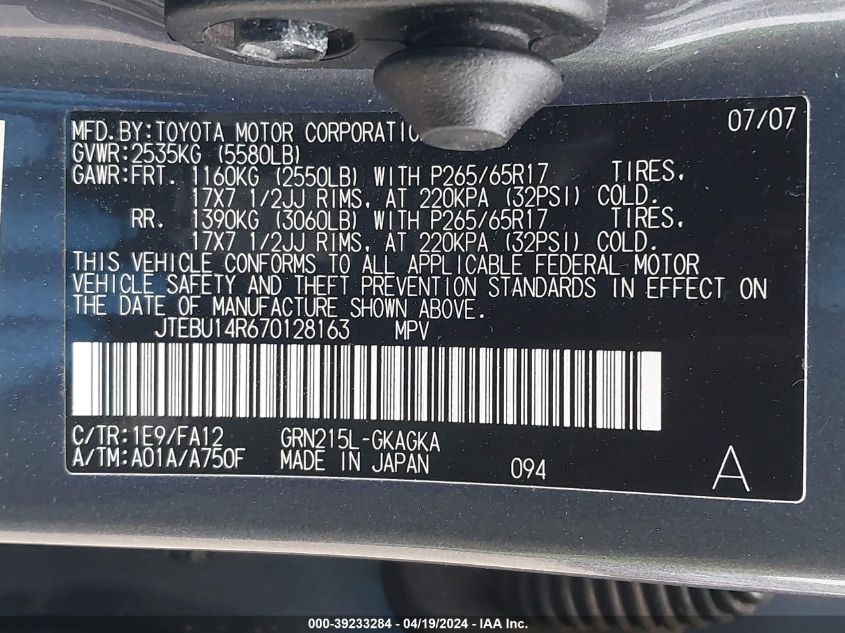 07/07
MFD.BY:TOYOTA MOTOR CORPORATIO
GVWR:2535KG (5580LB)
GAWR:FRT. 1160KG (2550LB) WITH P265/65R17 TIRES,
17X7 1/2JJ RIMS, AT 220KPA (32PSI) COLD.
RR. 1390KG (3060LB) WITH P265/65R17 TIRES,
17X7 1/2JJ RIMS, AT 220KPA (32PSI) COLD.
THIS VEHICLE CONFORMS TO ALL APPLICABLE FEDERAL MOTOR
VEHICLE SAFETY AND THEFT PREVENTION STANDARDS IN EFFECT ON
THE DATE OF MANUFACTURE SHOWN ABOVE.
JTEBU14R670128163 MPV
C/TR:1E9/FA12 GRN215L-GKAGKA
A/TM:A01A/A750F MADE IN JAPAN 094 A
000-39233284 - 04/19/2024 - IAA Inc.